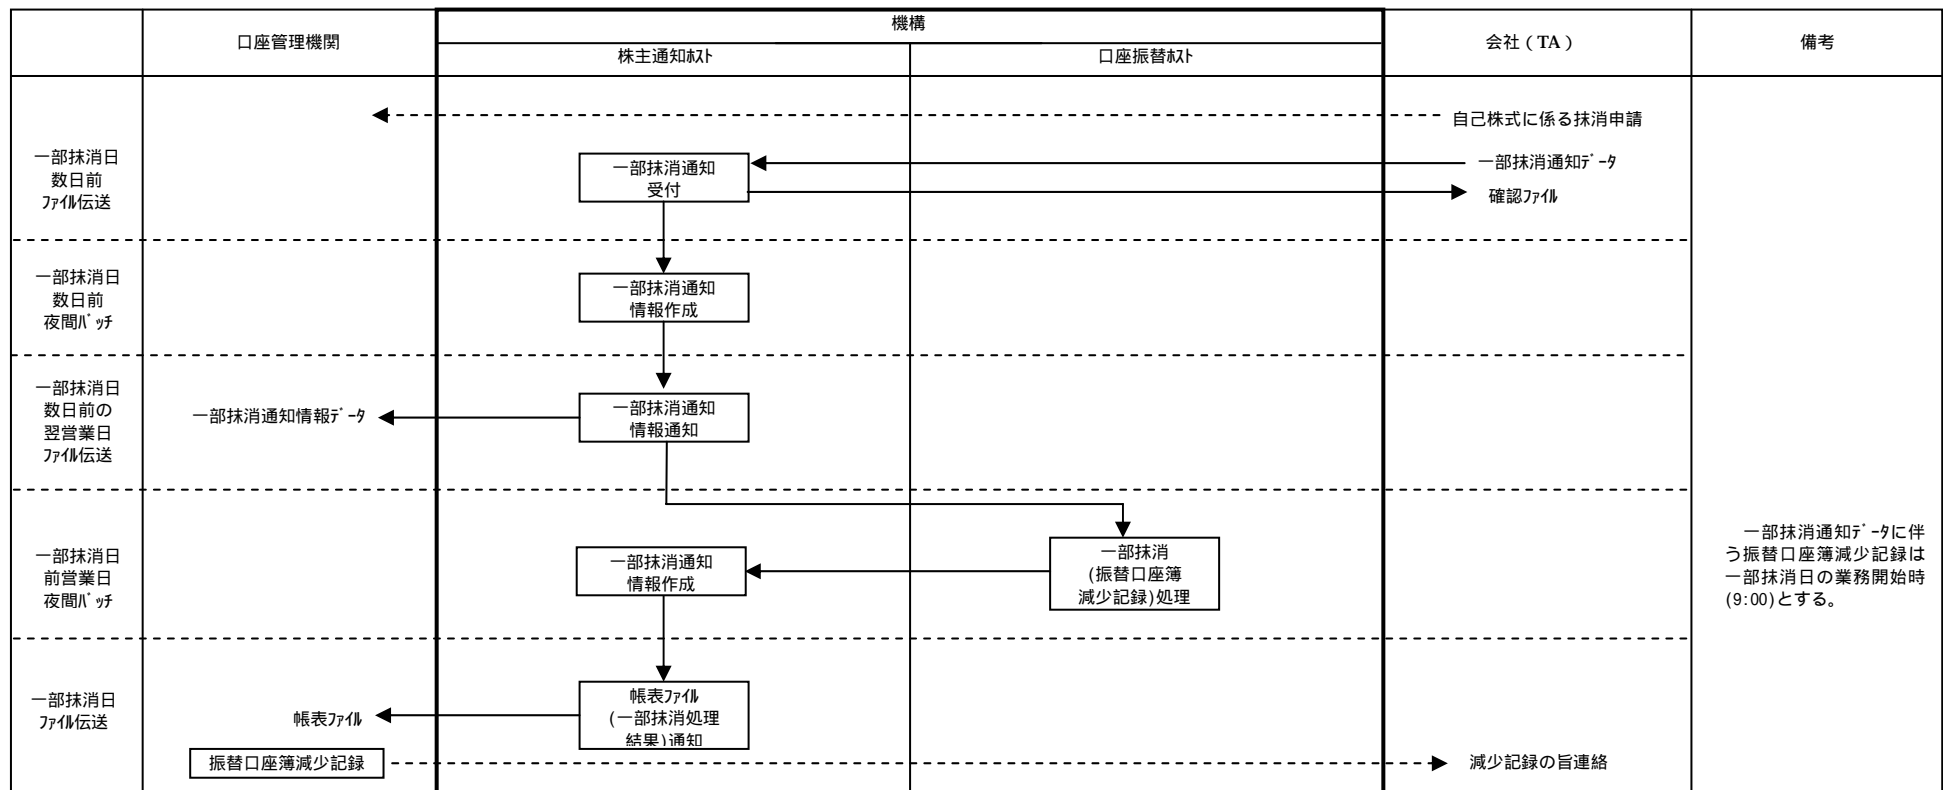 口座管理機関
機構
会社（TA）
備考
株主通知ﾎｽﾄ
口座振替ﾎｽﾄ
自己株式に係る抹消申請
一部抹消日
数日前
ﾌｧｲﾙ伝送
一部抹消通知
受付
一部抹消通知ﾃﾞｰﾀ
確認ﾌｧｲﾙ
一部抹消日
数日前
夜間ﾊﾞｯﾁ
一部抹消通知
情報作成
一部抹消日
数日前の
翌営業日
ﾌｧｲﾙ伝送
一部抹消通知情報ﾃﾞｰﾀ
一部抹消通知
情報通知
一部抹消日
前営業日
夜間ﾊﾞｯﾁ
一部抹消通知
情報作成
一部抹消
(振替口座簿
減少記録)処理
一部抹消通知ﾃﾞｰﾀに伴
う振替口座簿減少記録は
一部抹消日の業務開始時
(9:00)とする。
一部抹消日
ﾌｧｲﾙ伝送
帳表ﾌｧｲﾙ
帳表ﾌｧｲﾙ
(一部抹消処理
結果)通知
振替口座簿減少記録
減少記録の旨連絡